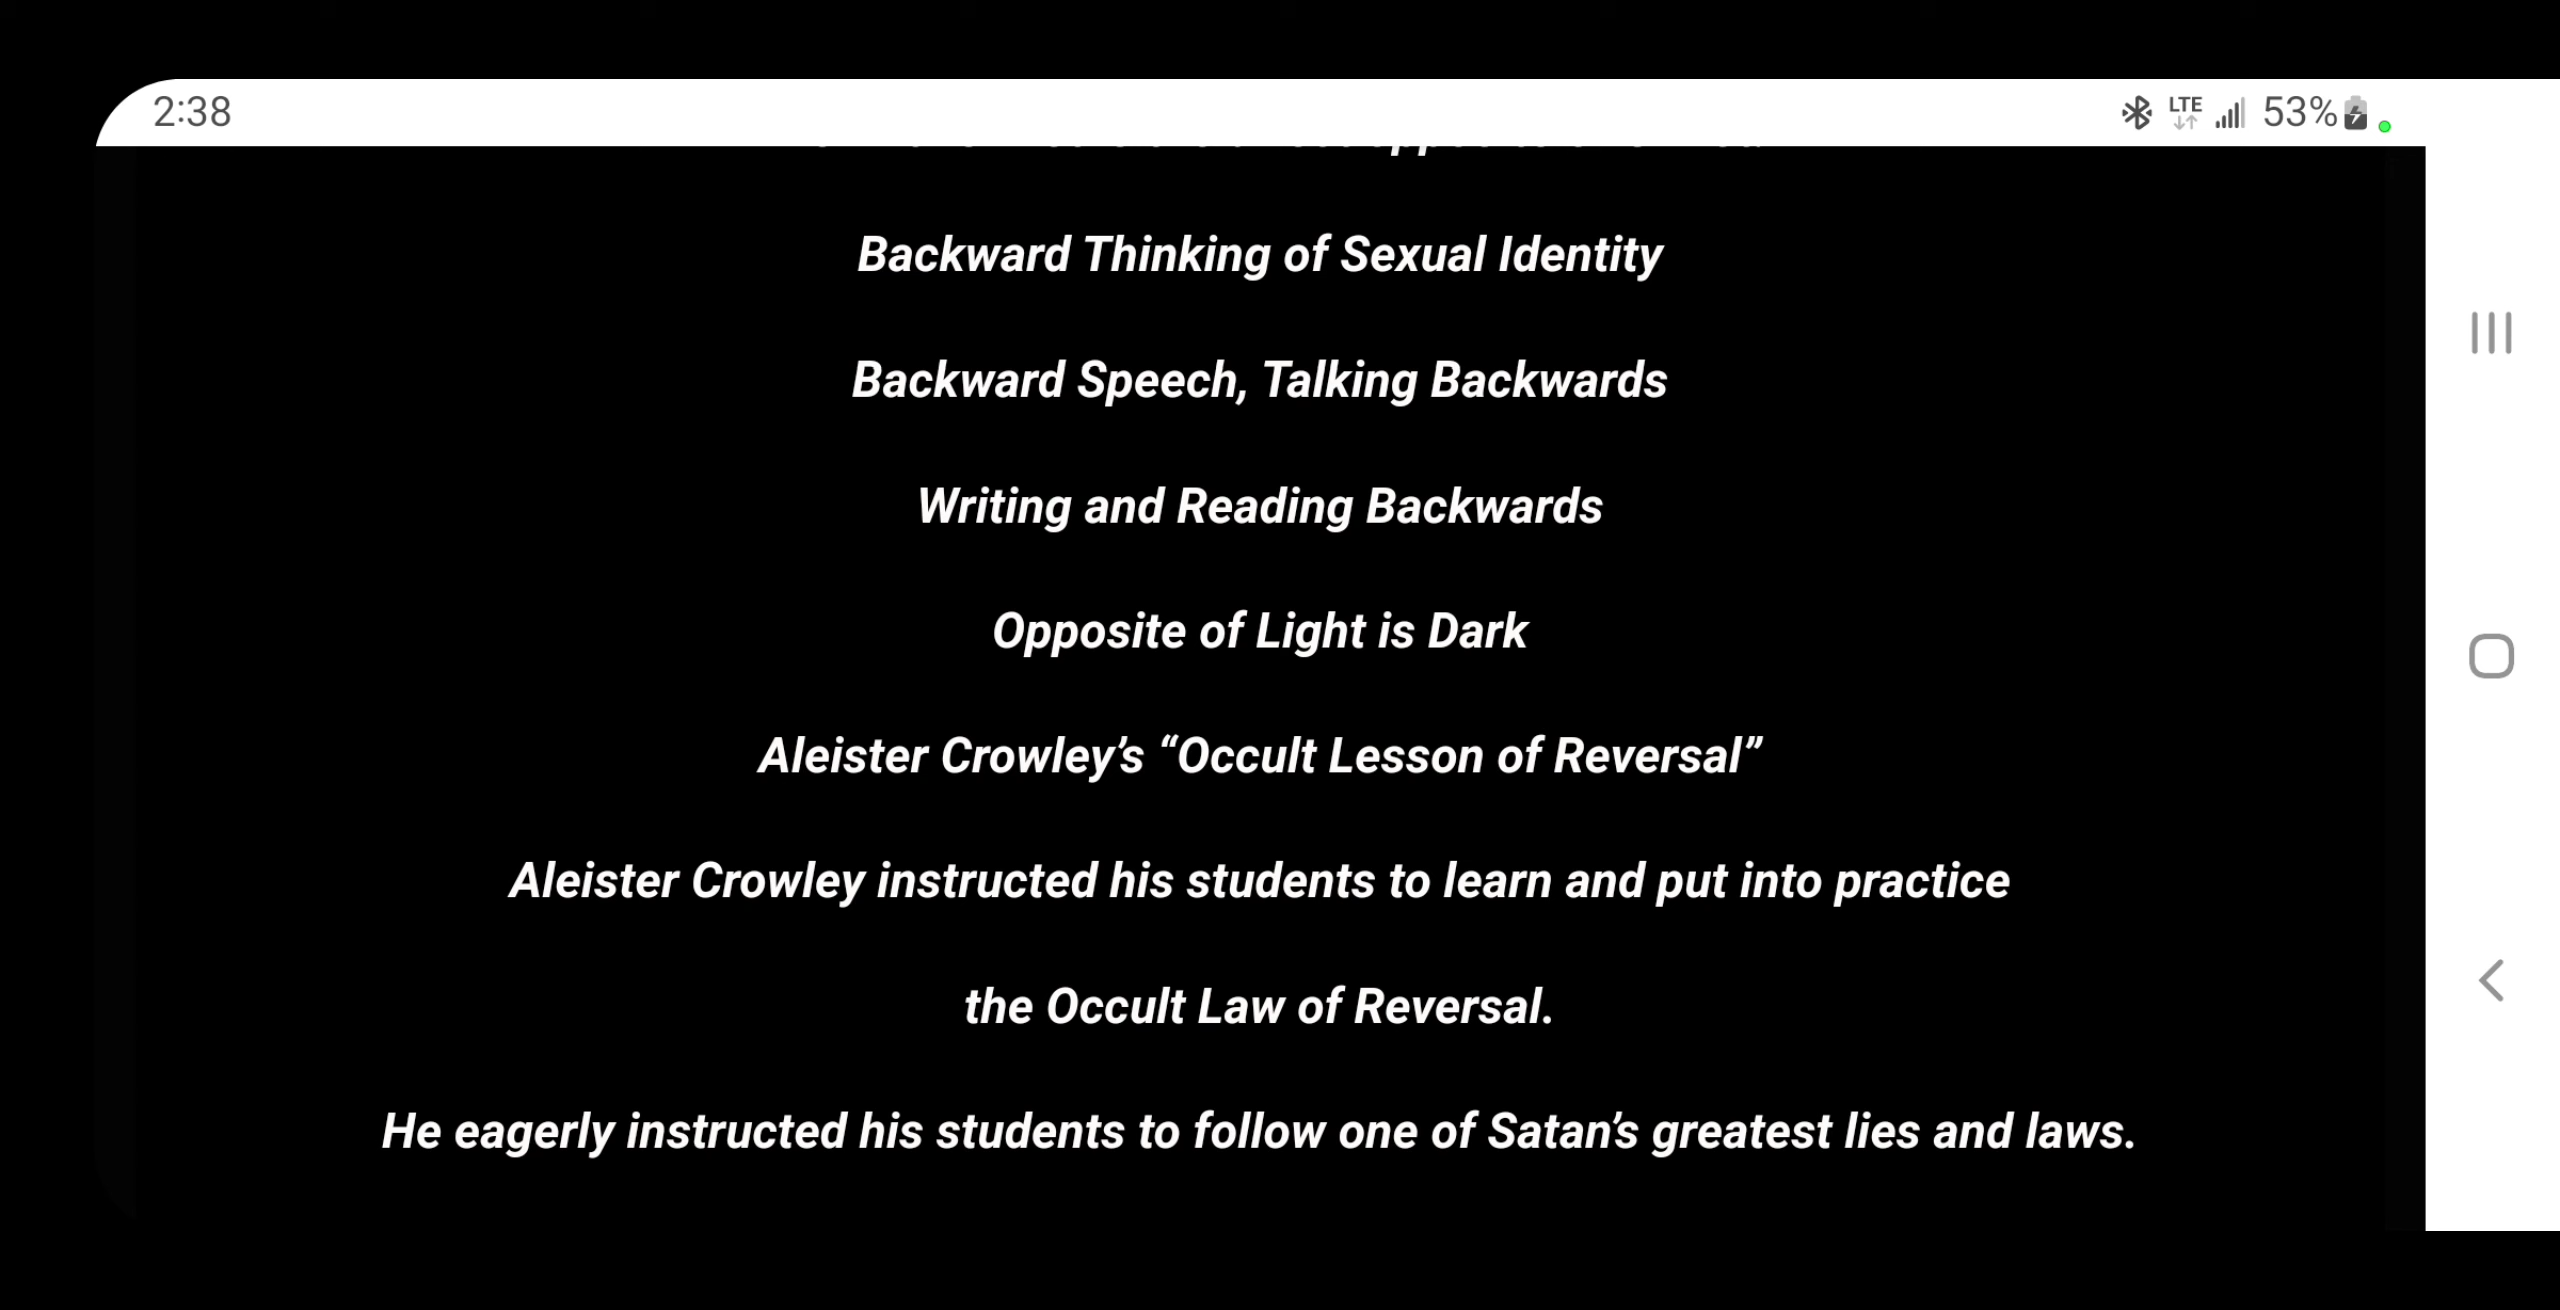 2:38 LTE 53%
Backward Thinking of Sexual Identity
Backward Speech, Talking Backwards
Writing and Reading Backwards
Opposite of Light is Dark
Aleister Crowley’s “Occult Lesson of Reversal”
Aleister Crowley instructed his students to learn and put into practice
the Occult Law of Reversal.
He eagerly instructed his students to follow one of Satan’s greatest lies and laws.